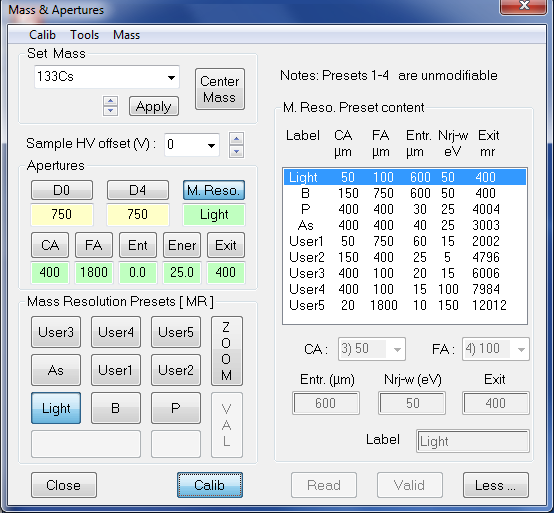 Mass & Apertures
Calib Tools Mass
Set Mass
133Cs
Center
Mass
Apply
Sample HV offset (V) : 0
Apertures
D0 D4 M. Reso.
750 750 Light
CA FA Ent Ener Exit
400 1800 0.0 25.0 400
Mass Resolution Presets [ MR ]
User3 User4 User5
As User1 User2
Light B P
Z
O
O
M
V
A
L
Close Calib
Notes: Presets 1-4 are unmodifiable
M. Reso. Preset content
Label CA FA Entr. Nrj-w Exit
µm µm µm eV mr
Light 50 100 600 50 400
B 150 750 600 50 400
P 400 400 30 25 4004
As 400 400 40 25 3003
User1 50 750 60 15 2002
User2 150 400 25 5 4796
User3 400 100 20 15 6006
User4 400 100 15 100 7984
User5 20 1800 10 150 12012
CA : 3) 50 FA : 4) 100
Entr. (µm) Nrj-w (eV) Exit
600 50 400
Label Light
Read Valid Less ...